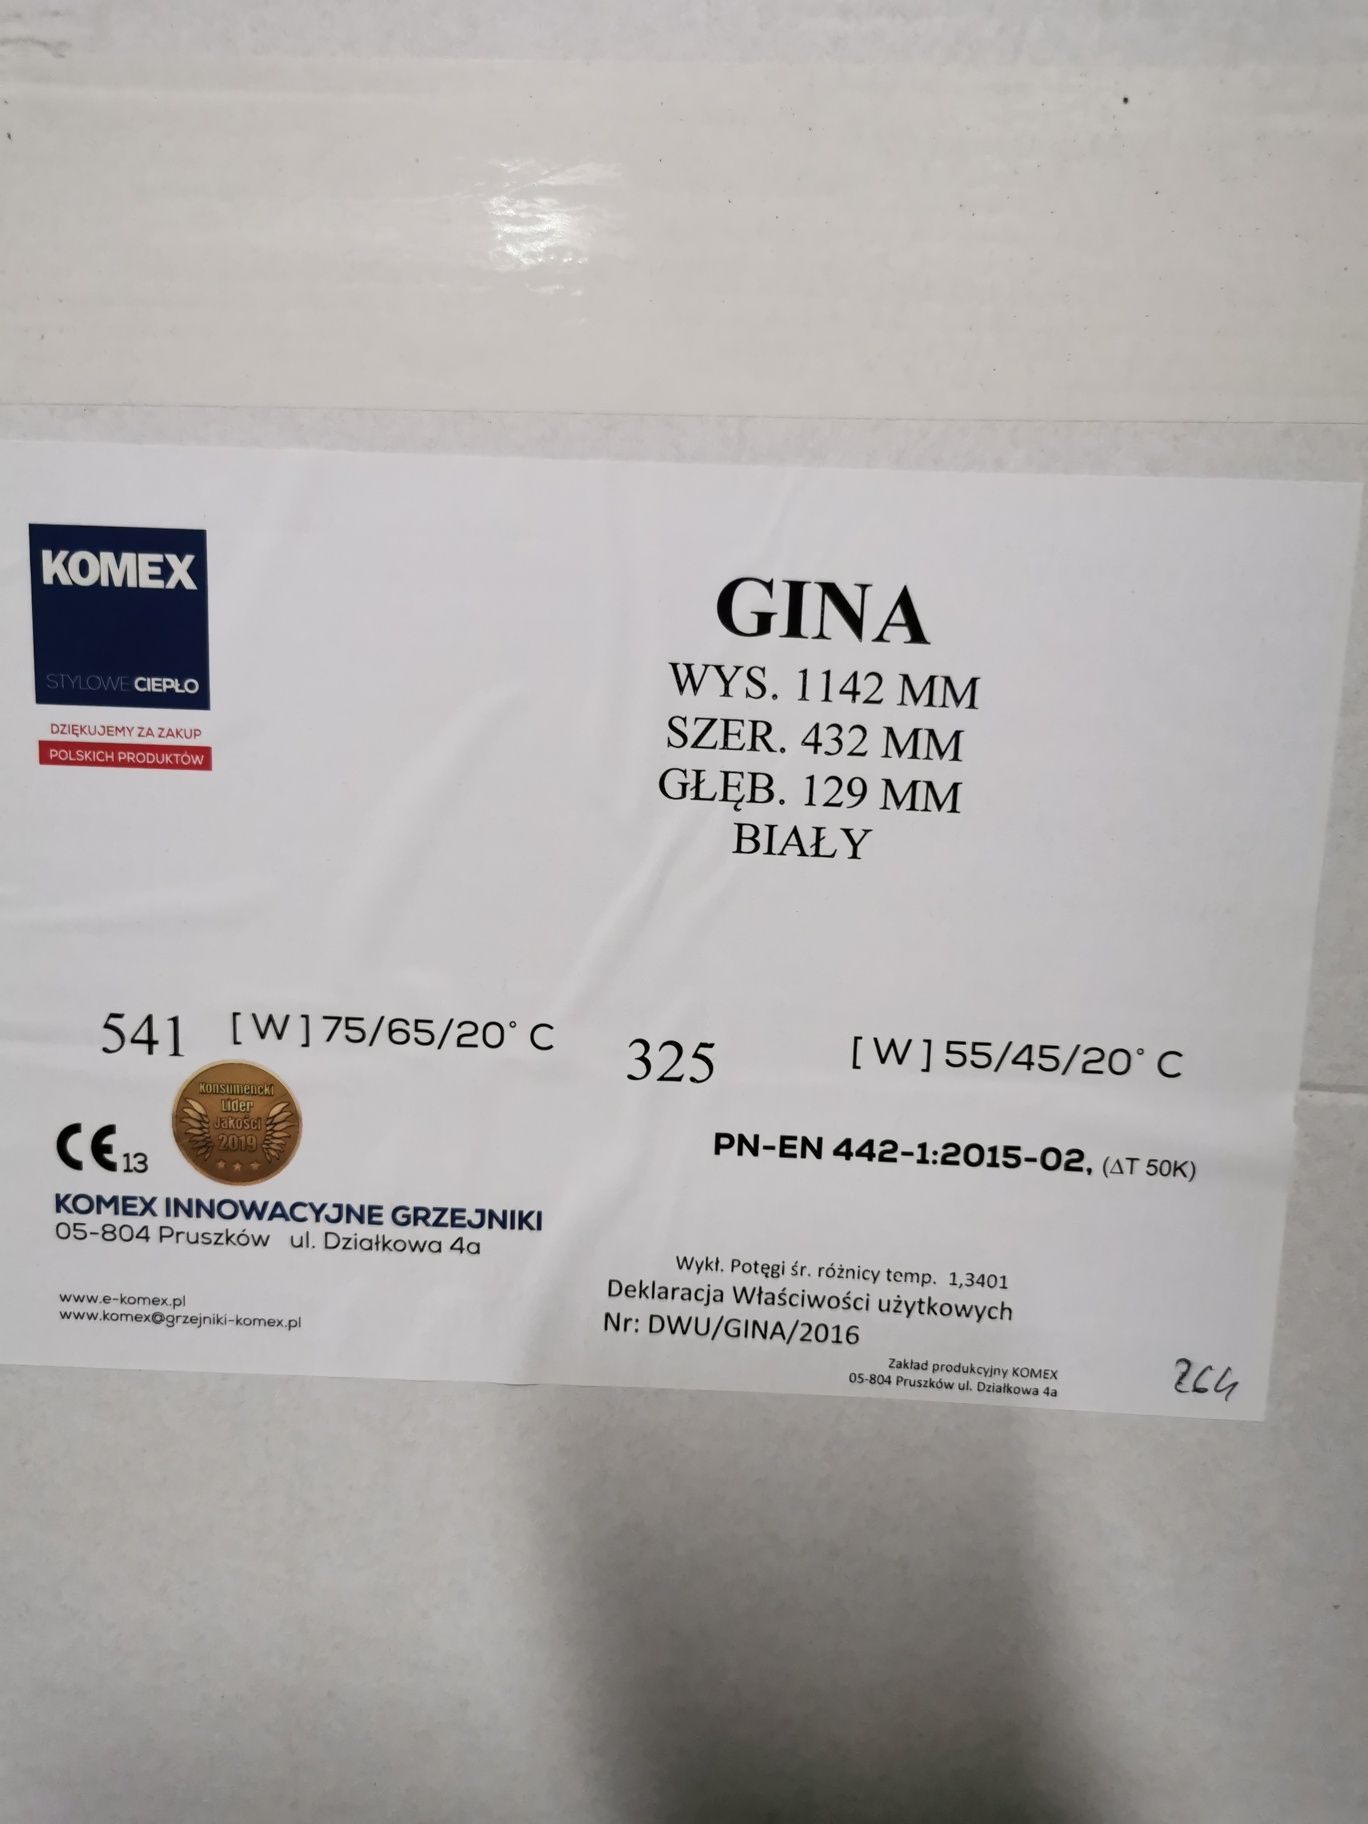 KOMEX
STYLOWE CIEPŁO
DZIĘKUJEMY ZA ZAKUP
POLSKICH PRODUKTÓW
GINA
WYS. 1142 MM
SZER. 432 MM
GŁĘB. 129 MM
BIAŁY
541 [W] 75/65/20° C
325 [W] 55/45/20° C
Konsumencki
Lider
Jakości
2019
CE 13
PN-EN 442-1:2015-02, (ΔT 50K)
KOMEX INNOWACYJNE GRZEJNIKI
05-804 Pruszków ul. Działkowa 4a
www.e-komex.pl
www.komex@grzejniki-komex.pl
Wykł. Potęgi śr. różnicy temp. 1,3401
Deklaracja Właściwości użytkowych
Nr: DWU/GINA/2016
Zakład produkcyjny KOMEX
05-804 Pruszków ul. Działkowa 4a